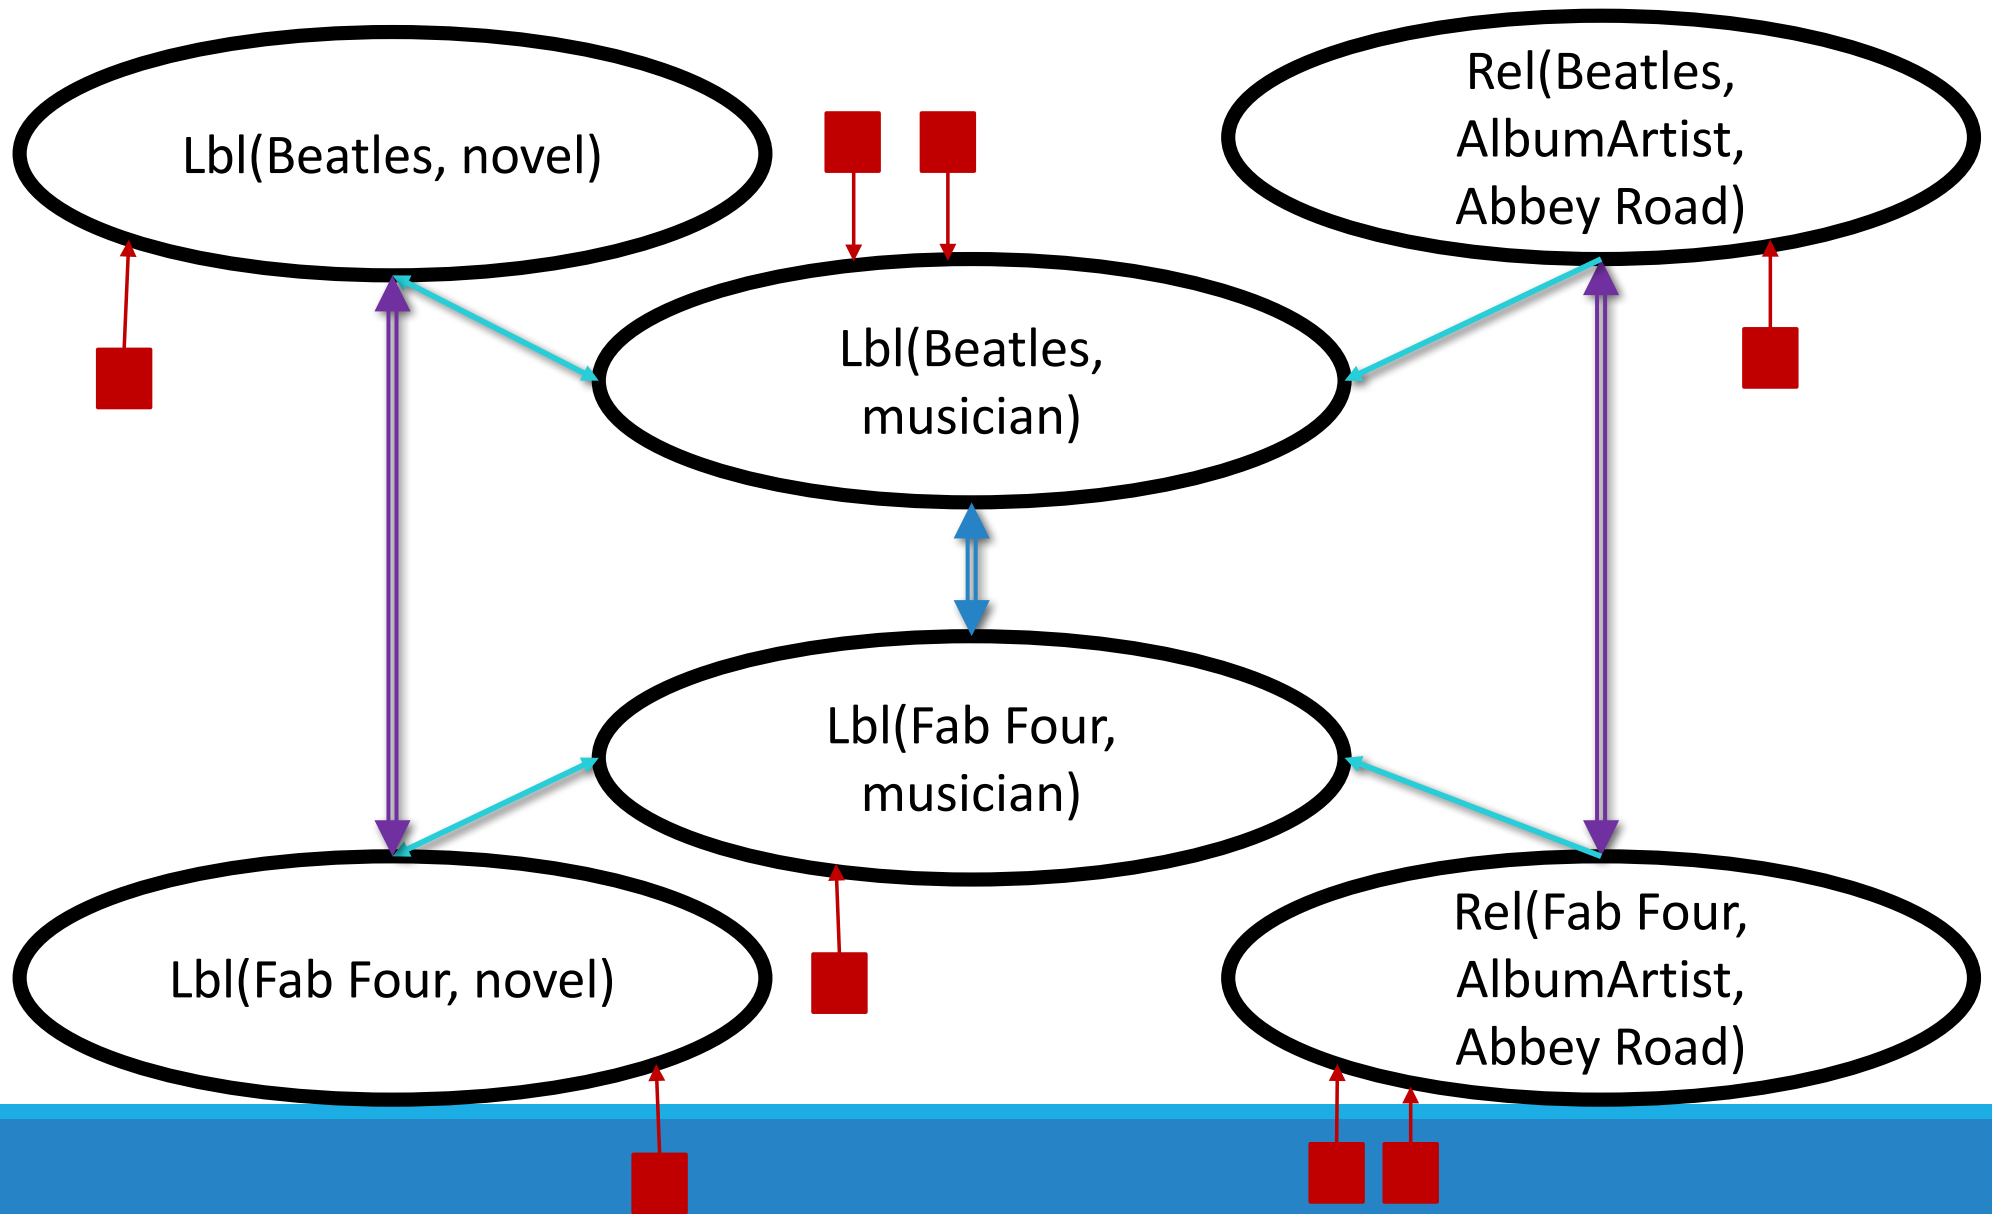 Lbl(Beatles, novel)
Rel(Beatles,
AlbumArtist,
Abbey Road)
Lbl(Beatles,
musician)
Lbl(Fab Four,
musician)
Lbl(Fab Four, novel)
Rel(Fab Four,
AlbumArtist,
Abbey Road)